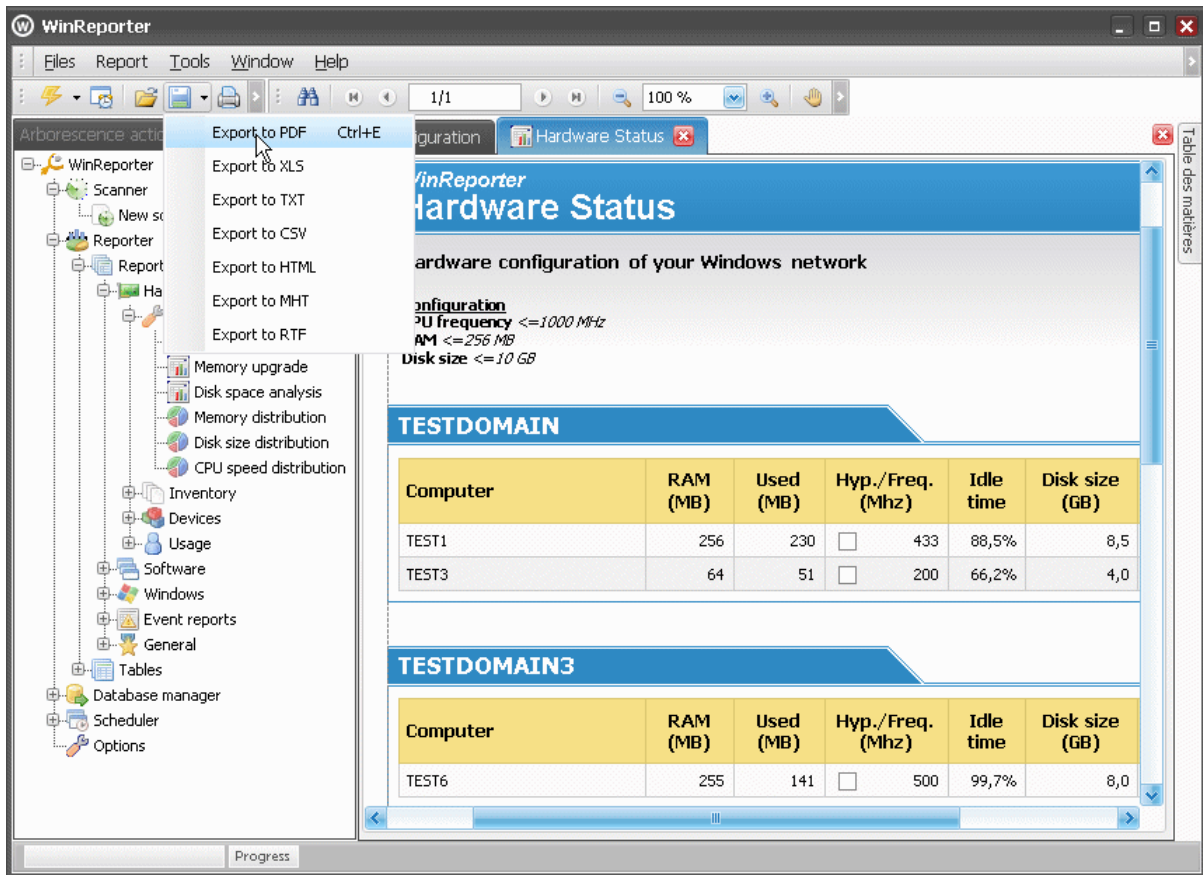 WinReporter
Files Report Tools Window Help
1/1 100 %
Arborescence actio
Export to PDF Ctrl+E
Export to XLS
Export to TXT
Export to CSV
Export to HTML
Export to MHT
Export to RTF
WinReporter
Scanner
New sc
Reporter
Report
Ha
Memory upgrade
Disk space analysis
Memory distribution
Disk size distribution
CPU speed distribution
Inventory
Devices
Usage
Software
Windows
Event reports
General
Tables
Database manager
Scheduler
Options
iguration
Hardware Status
Table des matières
WinReporter
Hardware Status
ardware configuration of your Windows network
onfiguration
PU frequency <=1000 MHz
AM <=256 MB
Disk size <=10 GB
TESTDOMAIN
Computer RAM (MB) Used (MB) Hyp./Freq. (Mhz) Idle time Disk size (GB)
TEST1 256 230 433 88,5% 8,5
TEST3 64 51 200 66,2% 4,0
TESTDOMAIN3
Computer RAM (MB) Used (MB) Hyp./Freq. (Mhz) Idle time Disk size (GB)
TEST6 255 141 500 99,7% 8,0
Progress